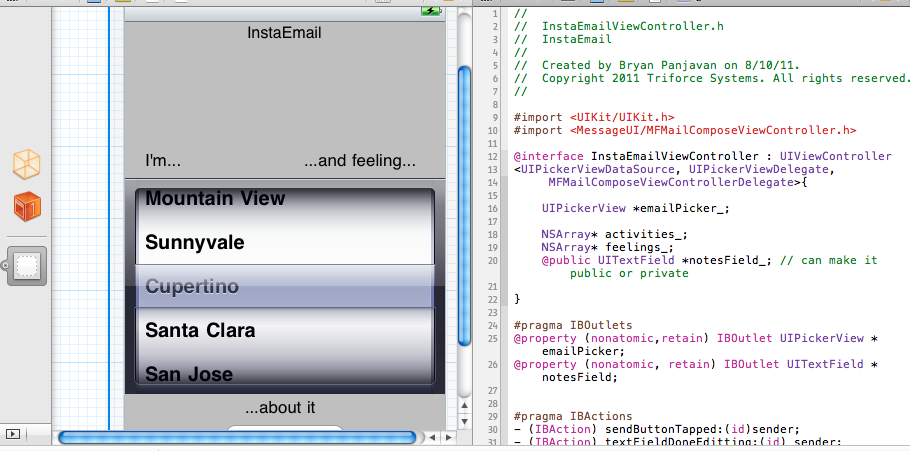 InstaEmail
I'm...
...and feeling...
Mountain View
Sunnyvale
Cupertino
Santa Clara
San Jose
...about it
1 //
2 //  InstaEmailViewController.h
3 //  InstaEmail
4 //
5 //  Created by Bryan Panjavan on 8/10/11.
6 //  Copyright 2011 Triforce Systems. All rights reserved.
7 //
8
9 #import <UIKit/UIKit.h>
10 #import <MessageUI/MFMailComposeViewController.h>
11
12 @interface InstaEmailViewController : UIViewController
13 <UIPickerViewDataSource, UIPickerViewDelegate,
14 MFMailComposeViewControllerDelegate>{
15
16 UIPickerView *emailPicker_;
17
18 NSArray* activities_;
19 NSArray* feelings_;
20 @public UITextField *notesField_; // can make it
public or private
21
22 }
23
24 #pragma IBOutlets
25 @property (nonatomic,retain) IBOutlet UIPickerView *
emailPicker;
26 @property (nonatomic, retain) IBOutlet UITextField *
notesField;
27
28
29 #pragma IBActions
30 - (IBAction) sendButtonTapped:(id)sender;
31 - (IBAction) textFieldDoneEditting:(id) sender;